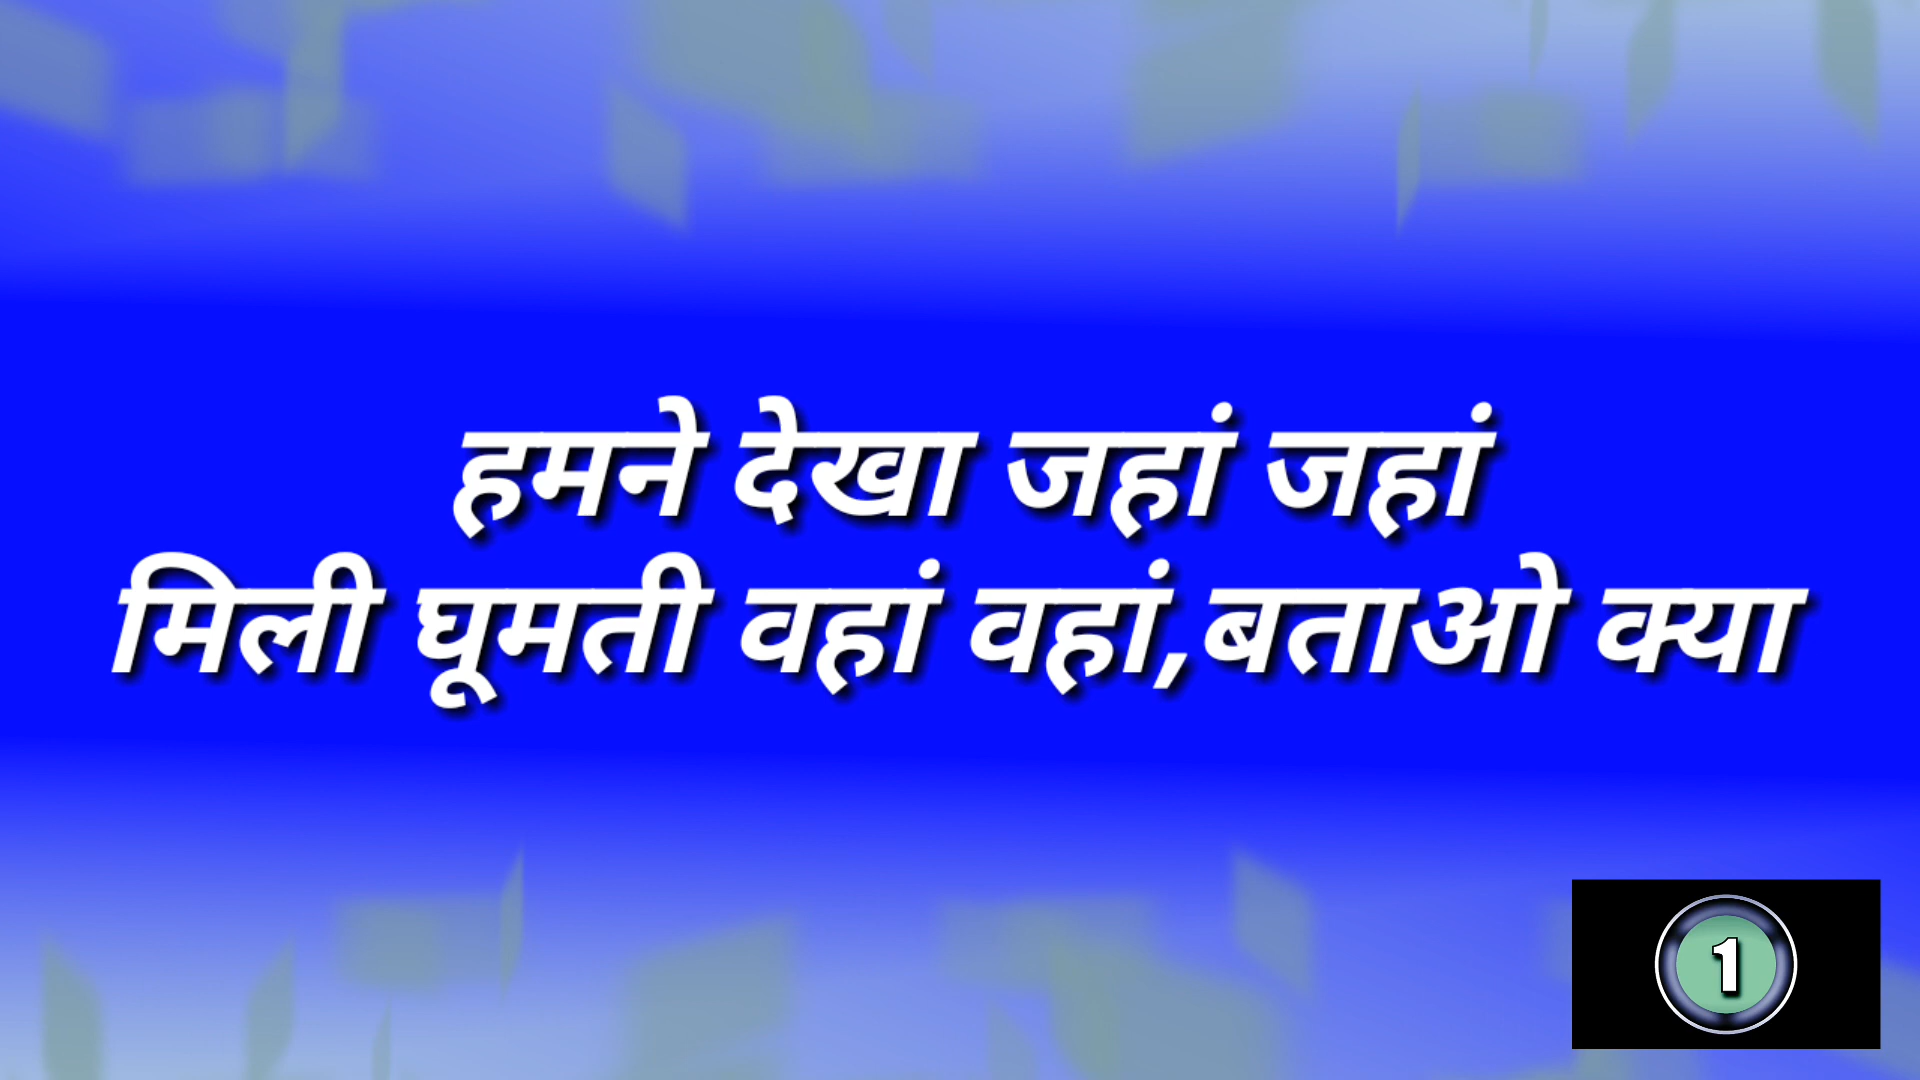 हमने देखा जहां जहां
मिली घूमती वहां वहां,बताओ क्या
1